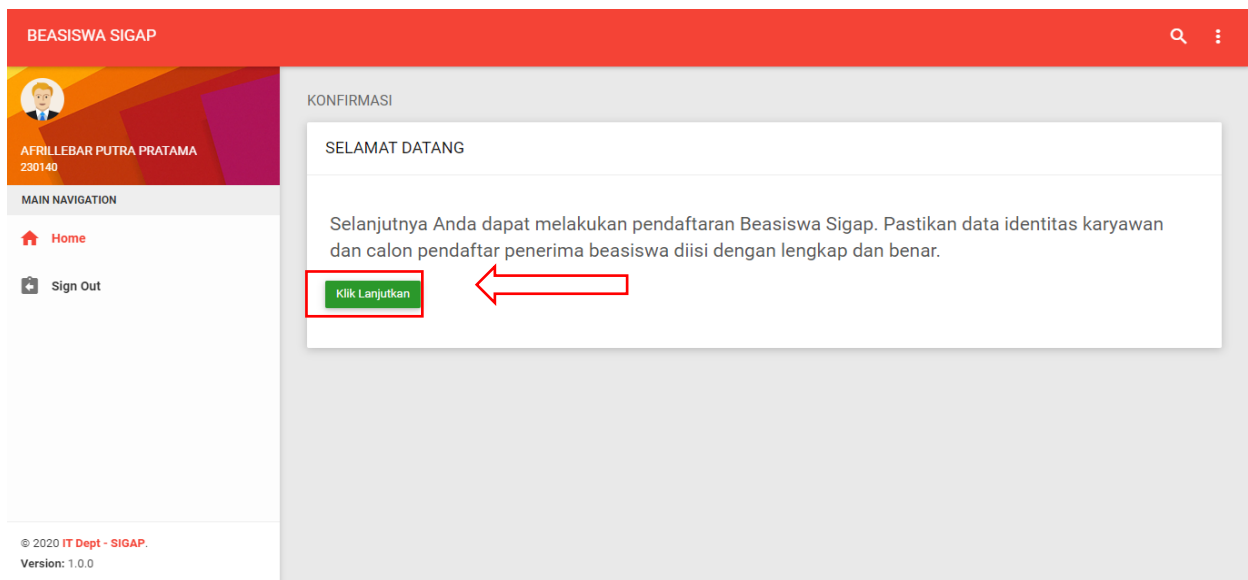 BEASISWA SIGAP
AFRILLEBAR PUTRA PRATAMA
230140
MAIN NAVIGATION
Home
Sign Out
© 2020 IT Dept - SIGAP.
Version: 1.0.0
KONFIRMASI
SELAMAT DATANG
Selanjutnya Anda dapat melakukan pendaftaran Beasiswa Sigap. Pastikan data identitas karyawan
dan calon pendaftar penerima beasiswa diisi dengan lengkap dan benar.
Klik Lanjutkan